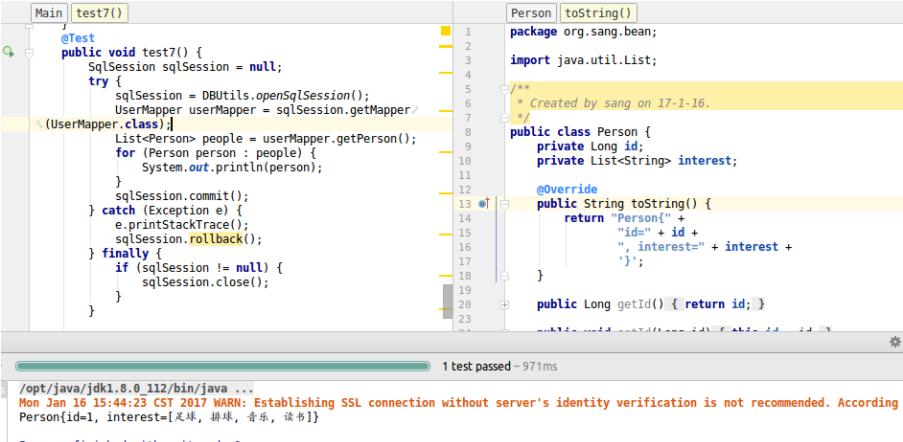 Main test7()
}
@Test
public void test7() {
SqlSession sqlSession = null;
try {
sqlSession = DBUtils.openSqlSession();
UserMapper userMapper = sqlSession.getMapper
(UserMapper.class);
List<Person> people = userMapper.getPerson();
for (Person person : people) {
System.out.println(person);
}
sqlSession.commit();
} catch (Exception e) {
e.printStackTrace();
sqlSession.rollback();
} finally {
if (sqlSession != null) {
sqlSession.close();
}
}
Person toString()
1 package org.sang.bean;
2
3 import java.util.List;
4
5 /**
6 * Created by sang on 17-1-16.
7 */
8 public class Person {
9 private Long id;
10 private List<String> interest;
11
12 @Override
13 public String toString() {
14 return "Person{" +
15 "id=" + id +
16 ", interest=" + interest +
17 '}';
18 }
19
20 public Long getId() { return id; }
23
1 test passed – 971ms
/opt/java/jdk1.8.0_112/bin/java ...
Mon Jan 16 15:44:23 CST 2017 WARN: Establishing SSL connection without server's identity verification is not recommended. According
Person{id=1, interest=[足球, 排球, 音乐, 读书]}